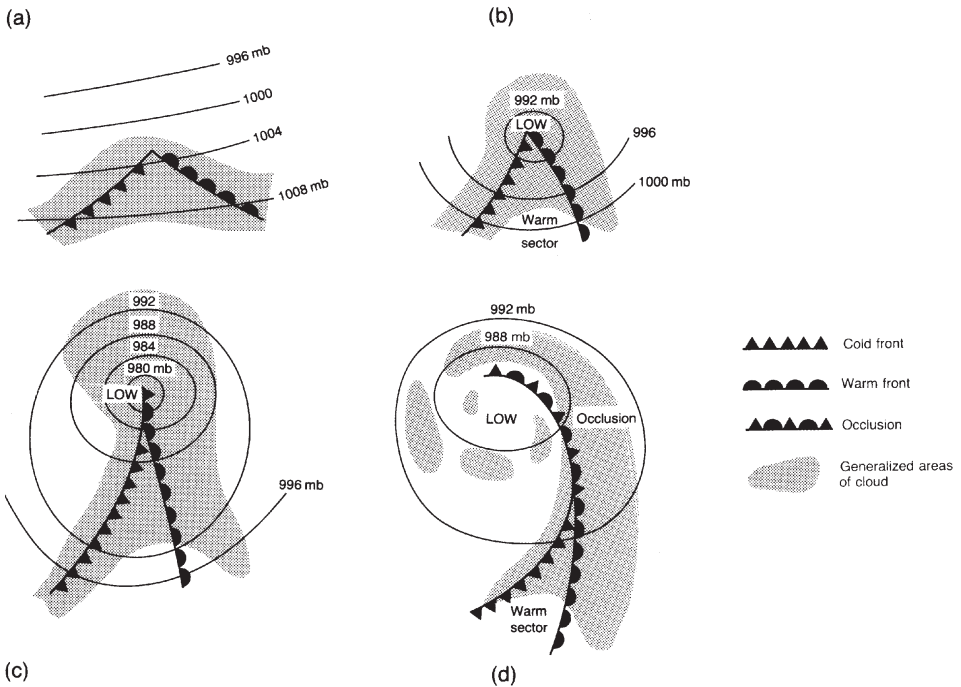 (a)
996 mb
1000
1004
1008 mb
(b)
992 mb
LOW
996
1000 mb
Warm
sector
992
988
984
980 mb
LOW
996 mb
(c)
992 mb
988 mb
LOW
Occlusion
Warm
sector
(d)
Cold front
Warm front
Occlusion
Generalized areas
of cloud